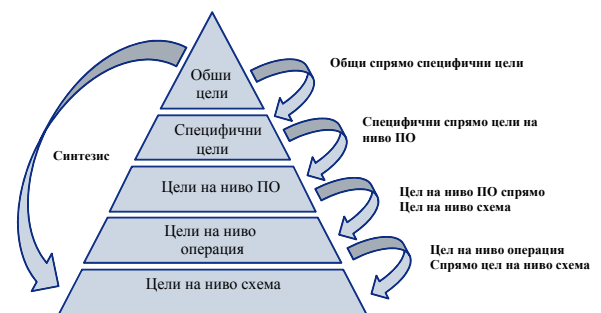 Обши
цели
Общи спрямо специфични цели
Специфични
цели
Специфични спрямо цели на
ниво ПО
Синтезис
Цели на ниво ПО
Цел на ниво ПО спрямо
Цел на ниво схема
Цели на ниво
операция
Цел на ниво операция
Спрямо цел на ниво схема
Цели на ниво схема